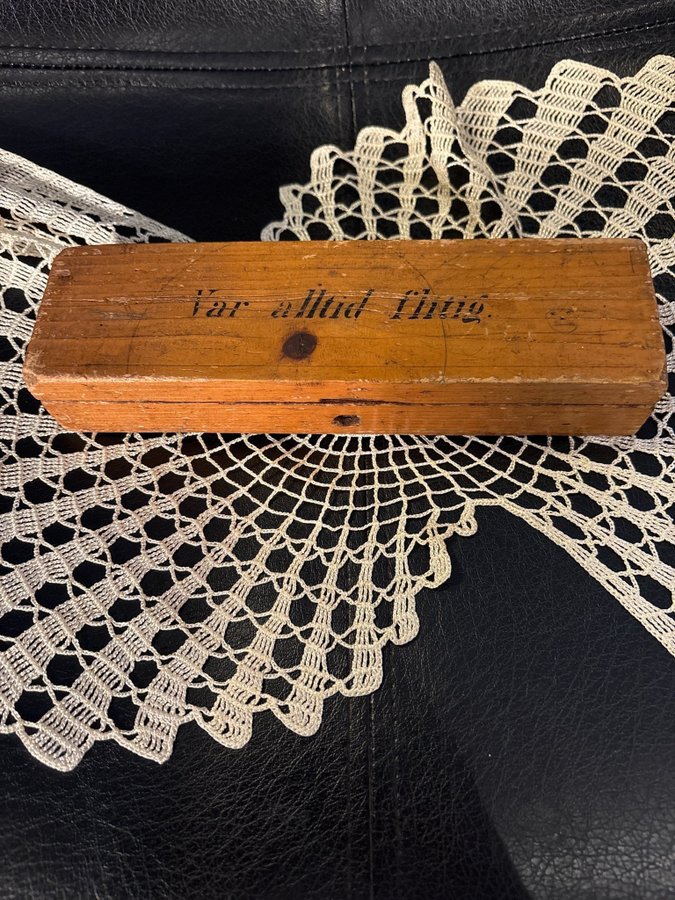 Var alltid flitig.